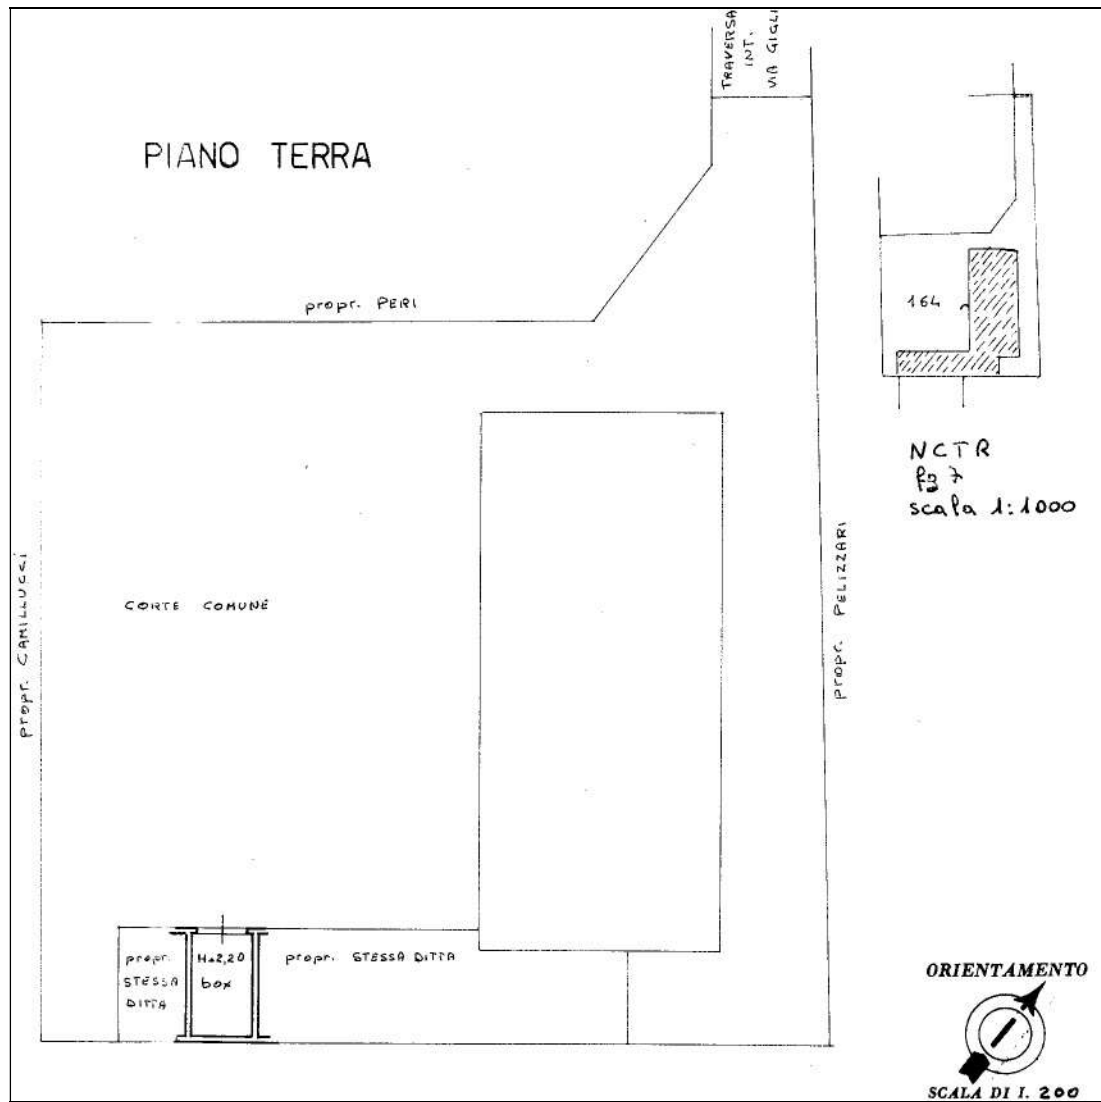 TRAVERSA
INT.
VIA GIGLI
PIANO TERRA
propr. PERI
164
NCTR
fg 7
scala 1:1000
propr. CAMILLUCCI
CORTE COMUNE
propr. PELIZZARI
propr.
STESSA
DITTA
H=2,20
box
propr. STESSA DITTA
ORIENTAMENTO
SCALA DI I. 200